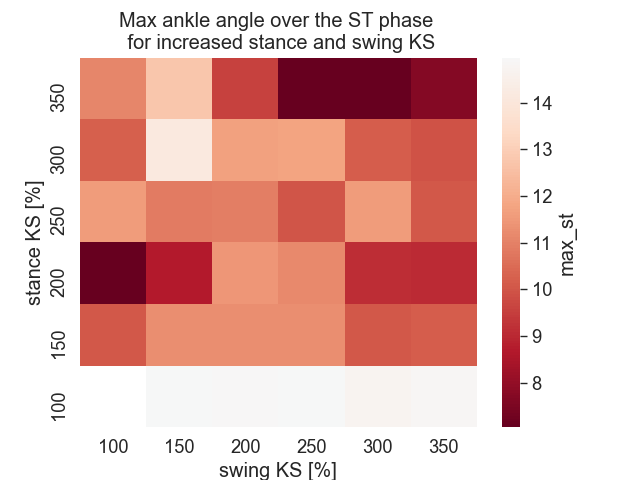 Max ankle angle over the ST phase
for increased stance and swing KS
350
300
250
200
150
100
stance KS [%]
100 150 200 250 300 350
swing KS [%]
14
13
12
11
10
9
8
max_st